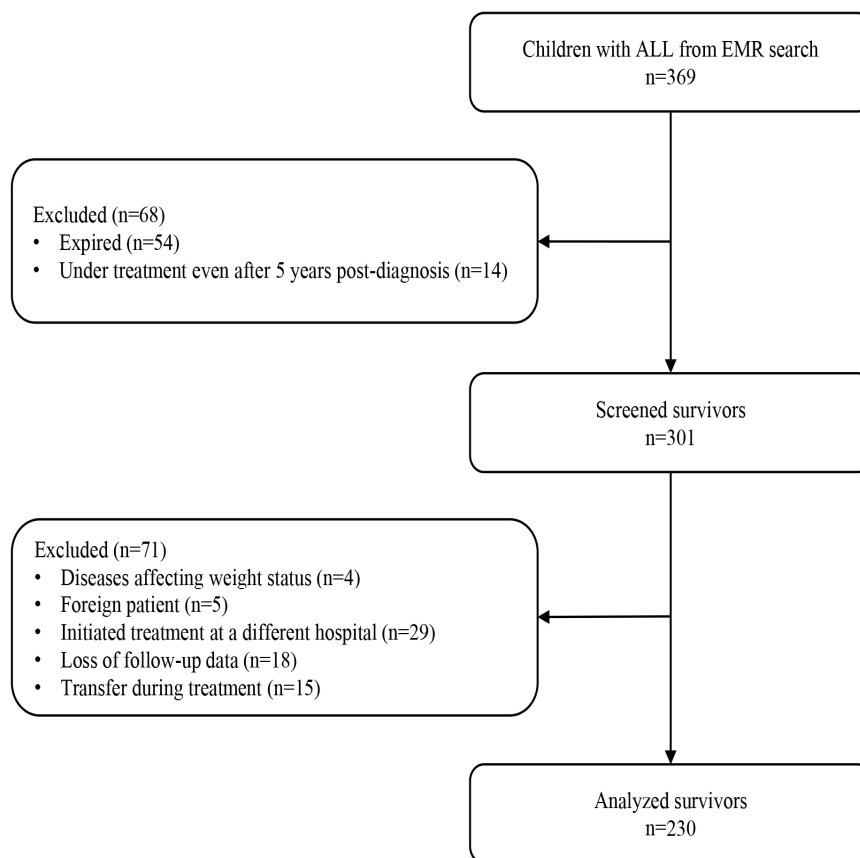 Children with ALL from EMR search
n=369
Excluded (n=68)
• Expired (n=54)
• Under treatment even after 5 years post-diagnosis (n=14)
Screened survivors
n=301
Excluded (n=71)
• Diseases affecting weight status (n=4)
• Foreign patient (n=5)
• Initiated treatment at a different hospital (n=29)
• Loss of follow-up data (n=18)
• Transfer during treatment (n=15)
Analyzed survivors
n=230